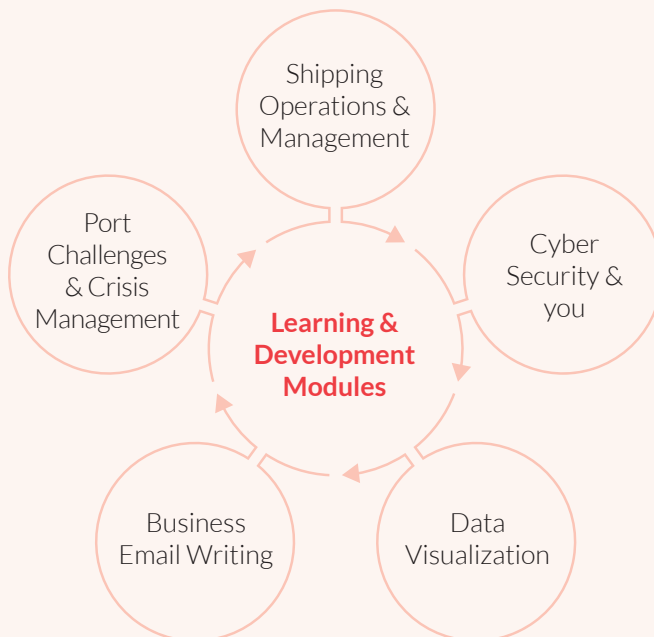 Shipping
Operations &
Management
Cyber
Security &
you
Data
Visualization
Business
Email Writing
Port
Challenges
& Crisis
Management
Learning &
Development
Modules